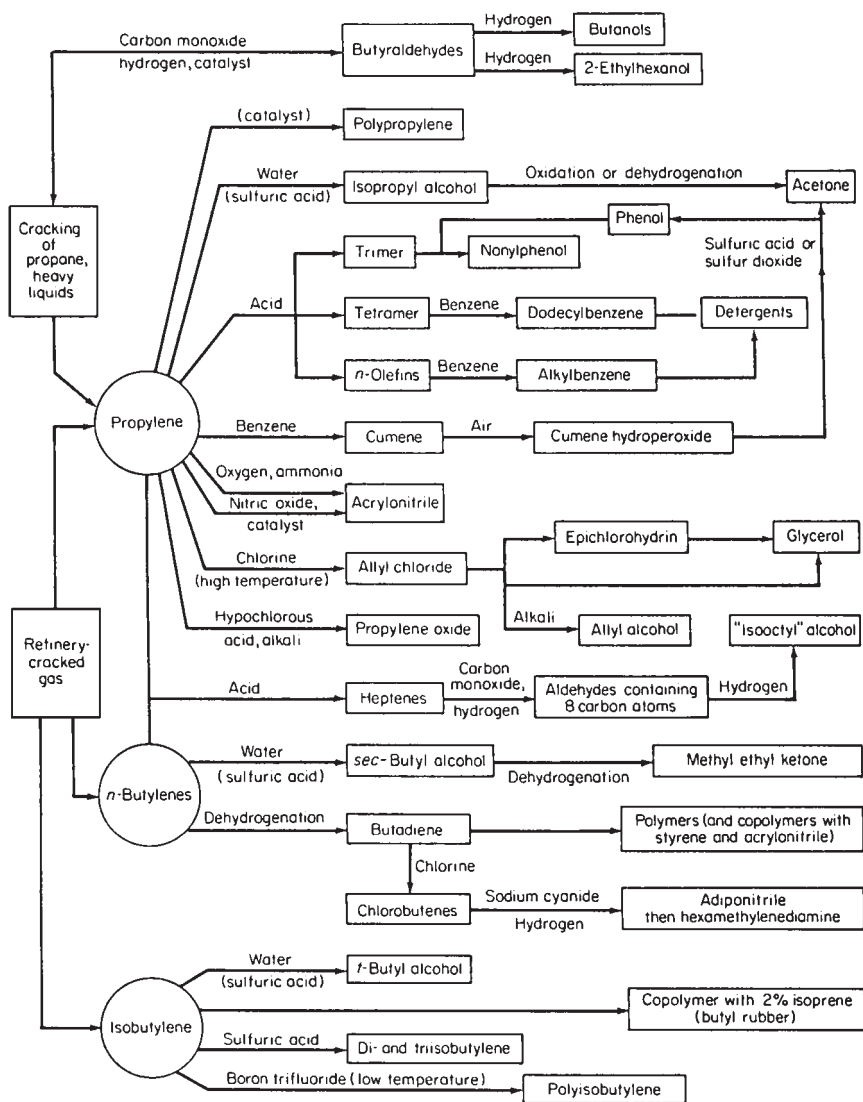 Carbon monoxide
hydrogen, catalyst
Butyraldehydes
Hydrogen
Butanols
Hydrogen
2-Ethylhexanol
(catalyst)
Polypropylene
Water
(sulfuric acid)
Isopropyl alcohol
Oxidation or dehydrogenation
Acetone
Cracking of
propane,
heavy
liquids
Phenol
Trimer
Nonylphenol
Sulfuric acid or
sulfur dioxide
Acid
Tetramer
Benzene
Dodecylbenzene
Detergents
n-Olefins
Benzene
Alkylbenzene
Propylene
Benzene
Cumene
Air
Cumene hydroperoxide
Oxygen, ammonia
Nitric oxide,
catalyst
Acrylonitrile
Chlorine
(high temperature)
Allyl chloride
Epichlorohydrin
Glycerol
Hypochlorous
acid, alkali
Propylene oxide
Alkali
Allyl alcohol
"Isooctyl" alcohol
Refinery-
cracked
gas
Acid
Heptenes
Carbon
monoxide,
hydrogen
Aldehydes containing
8 carbon atoms
Hydrogen
n-Butylenes
Water
(sulfuric acid)
sec-Butyl alcohol
Dehydrogenation
Methyl ethyl ketone
Dehydrogenation
Butadiene
Polymers (and copolymers with
styrene and acrylonitrile)
Chlorine
Chlorobutenes
Sodium cyanide
Hydrogen
Adiponitrile
then hexamethylenediamine
Isobutylene
Water
(sulfuric acid)
t-Butyl alcohol
Copolymer with 2% isoprene
(butyl rubber)
Sulfuric acid
Di- and triisobutylene
Boron trifluoride (low temperature)
Polyisobutylene